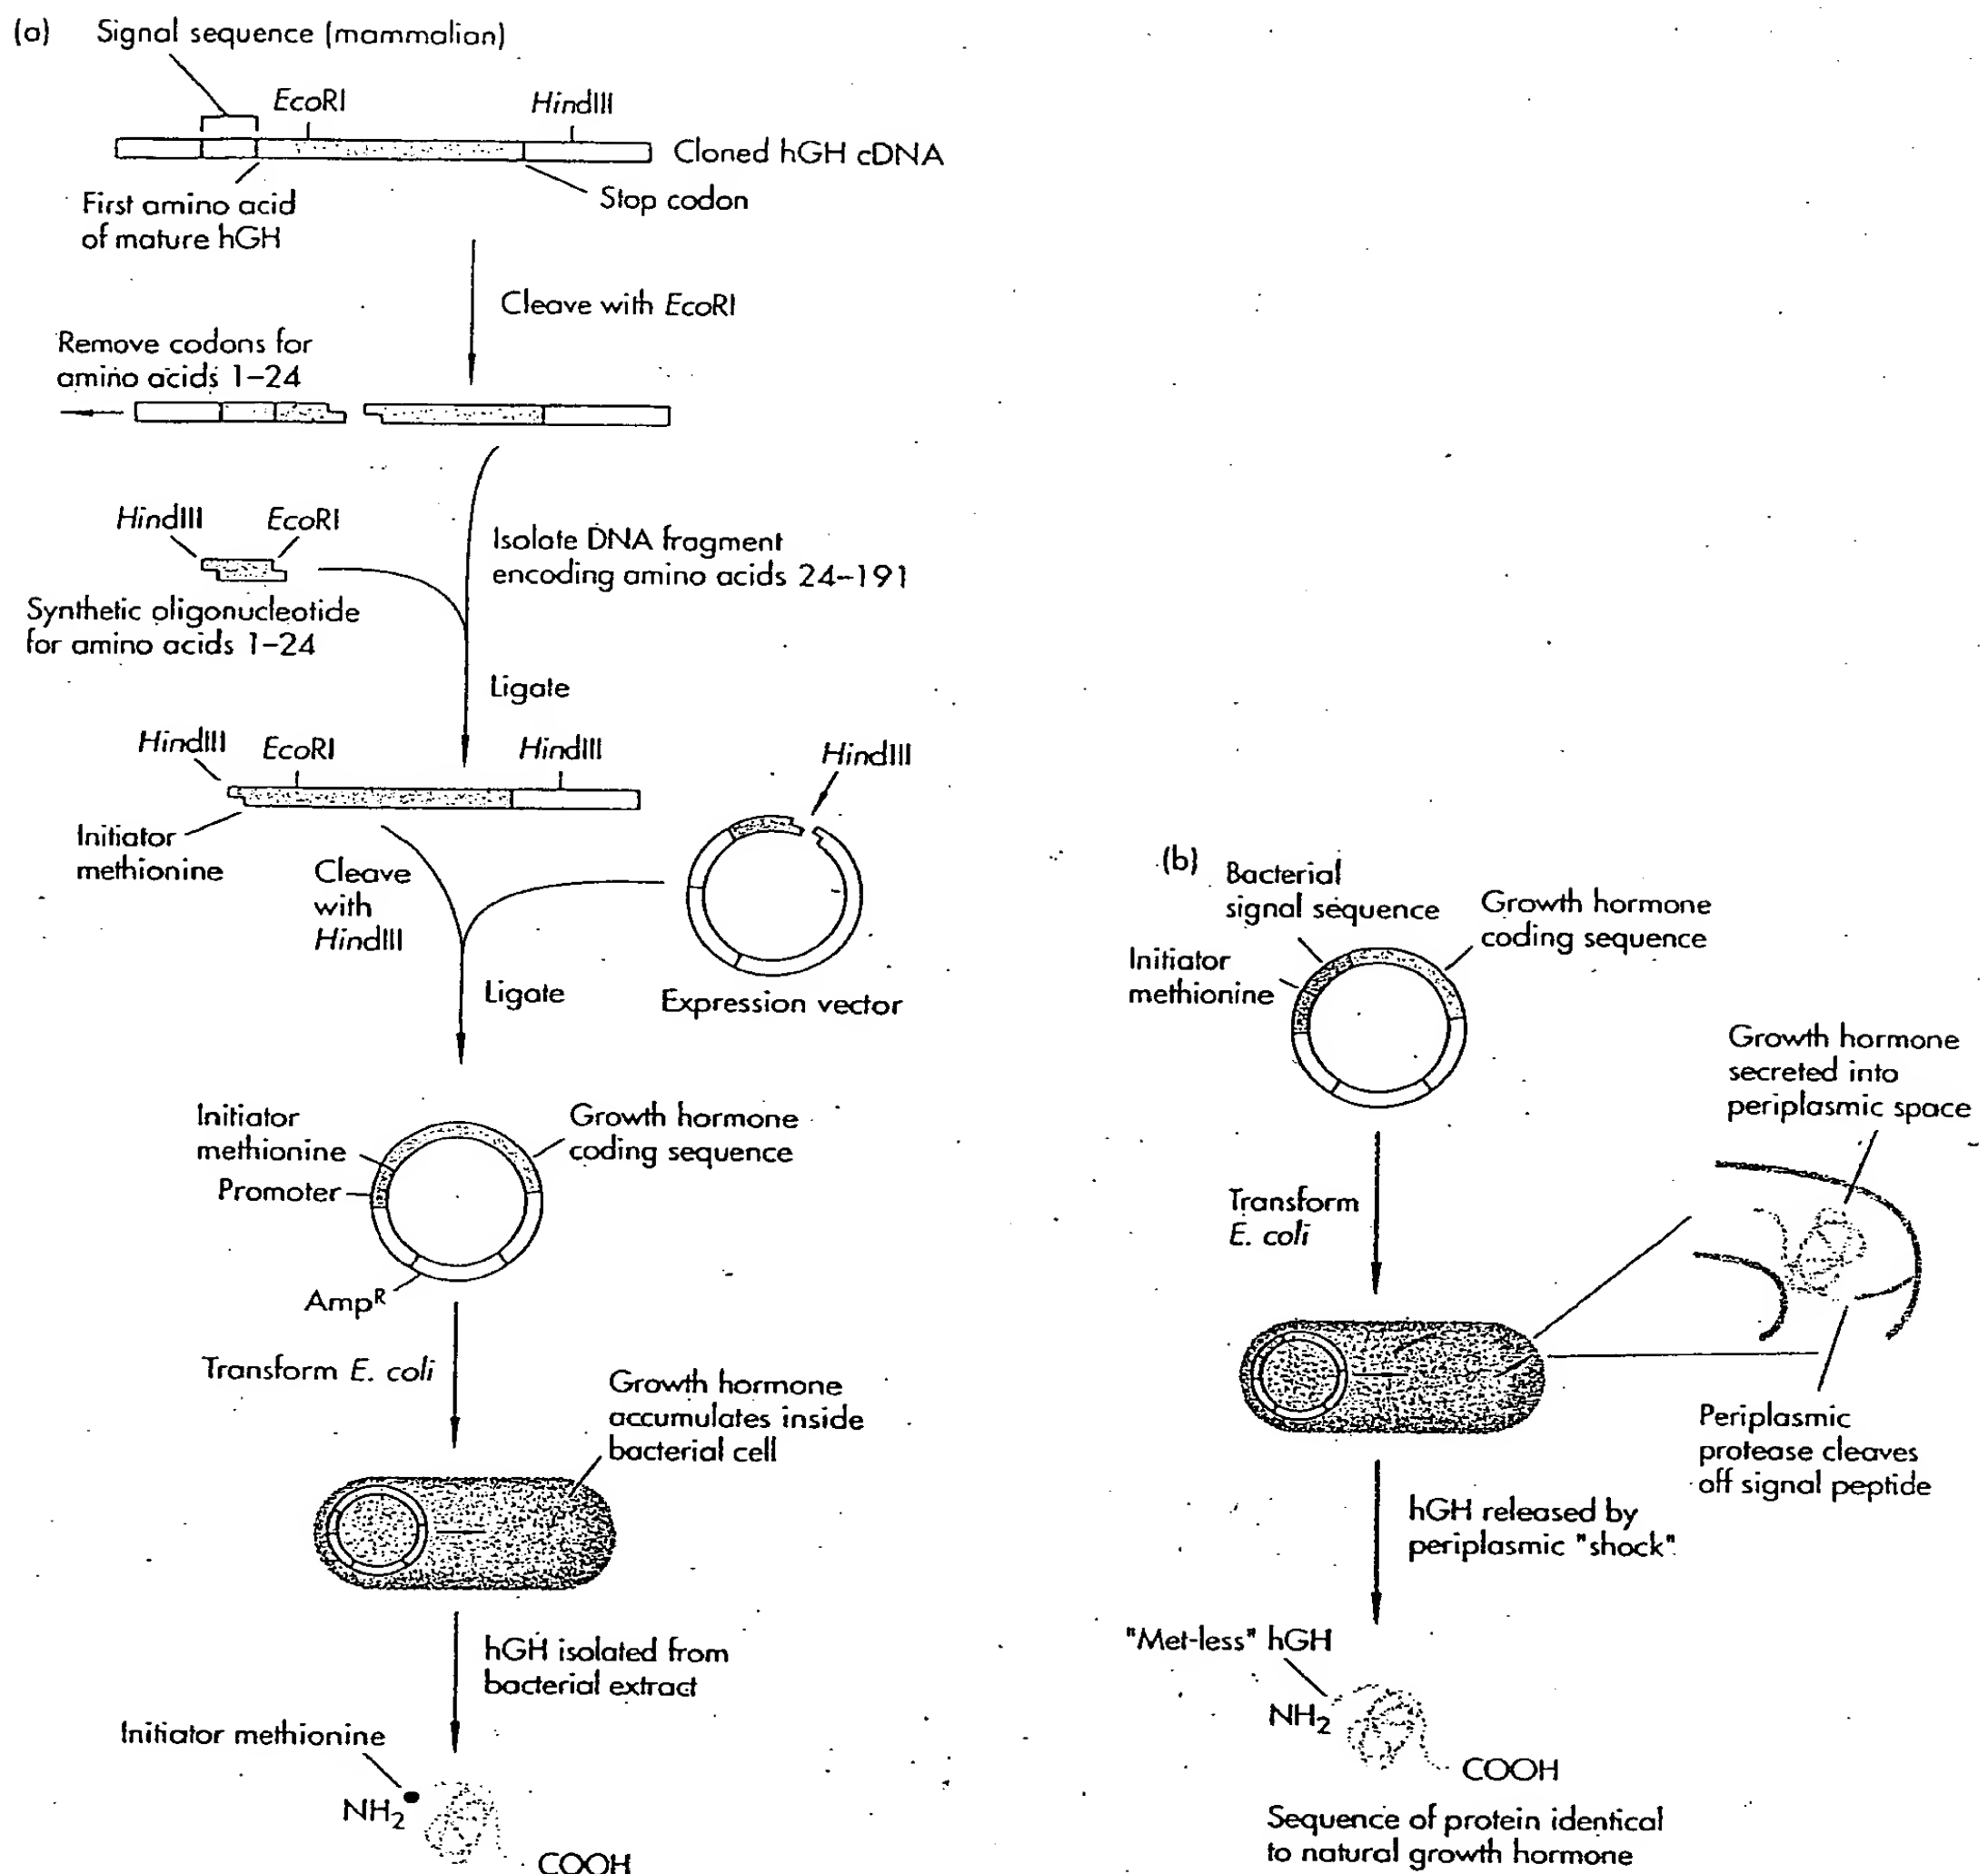 (a) Signal sequence (mammalian)
EcoRI
HindIII
Cloned hGH cDNA
First amino acid
of mature hGH
Stop codon
Cleave with EcoRI
Remove codons for
amino acids 1–24
HindIII
EcoRI
Synthetic oligonucleotide
for amino acids 1–24
Isolate DNA fragment
encoding amino acids 24–191
Ligate
HindIII
EcoRI
HindIII
HindIII
Initiator
methionine
Cleave
with
HindIII
Ligate
Expression vector
Initiator
methionine
Promoter
Growth hormone
coding sequence
AmpR
Transform E. coli
Growth hormone
accumulates inside
bacterial cell
hGH isolated from
bacterial extract
Initiator methionine
NH2
COOH
(b)
Bacterial
signal sequence
Growth hormone
coding sequence
Initiator
methionine
Growth hormone
secreted into
periplasmic space
Transform
E. coli
Periplasmic
protease cleaves
off signal peptide
hGH released by
periplasmic "shock"
"Met-less" hGH
NH2
COOH
Sequence of protein identical
to natural growth hormone